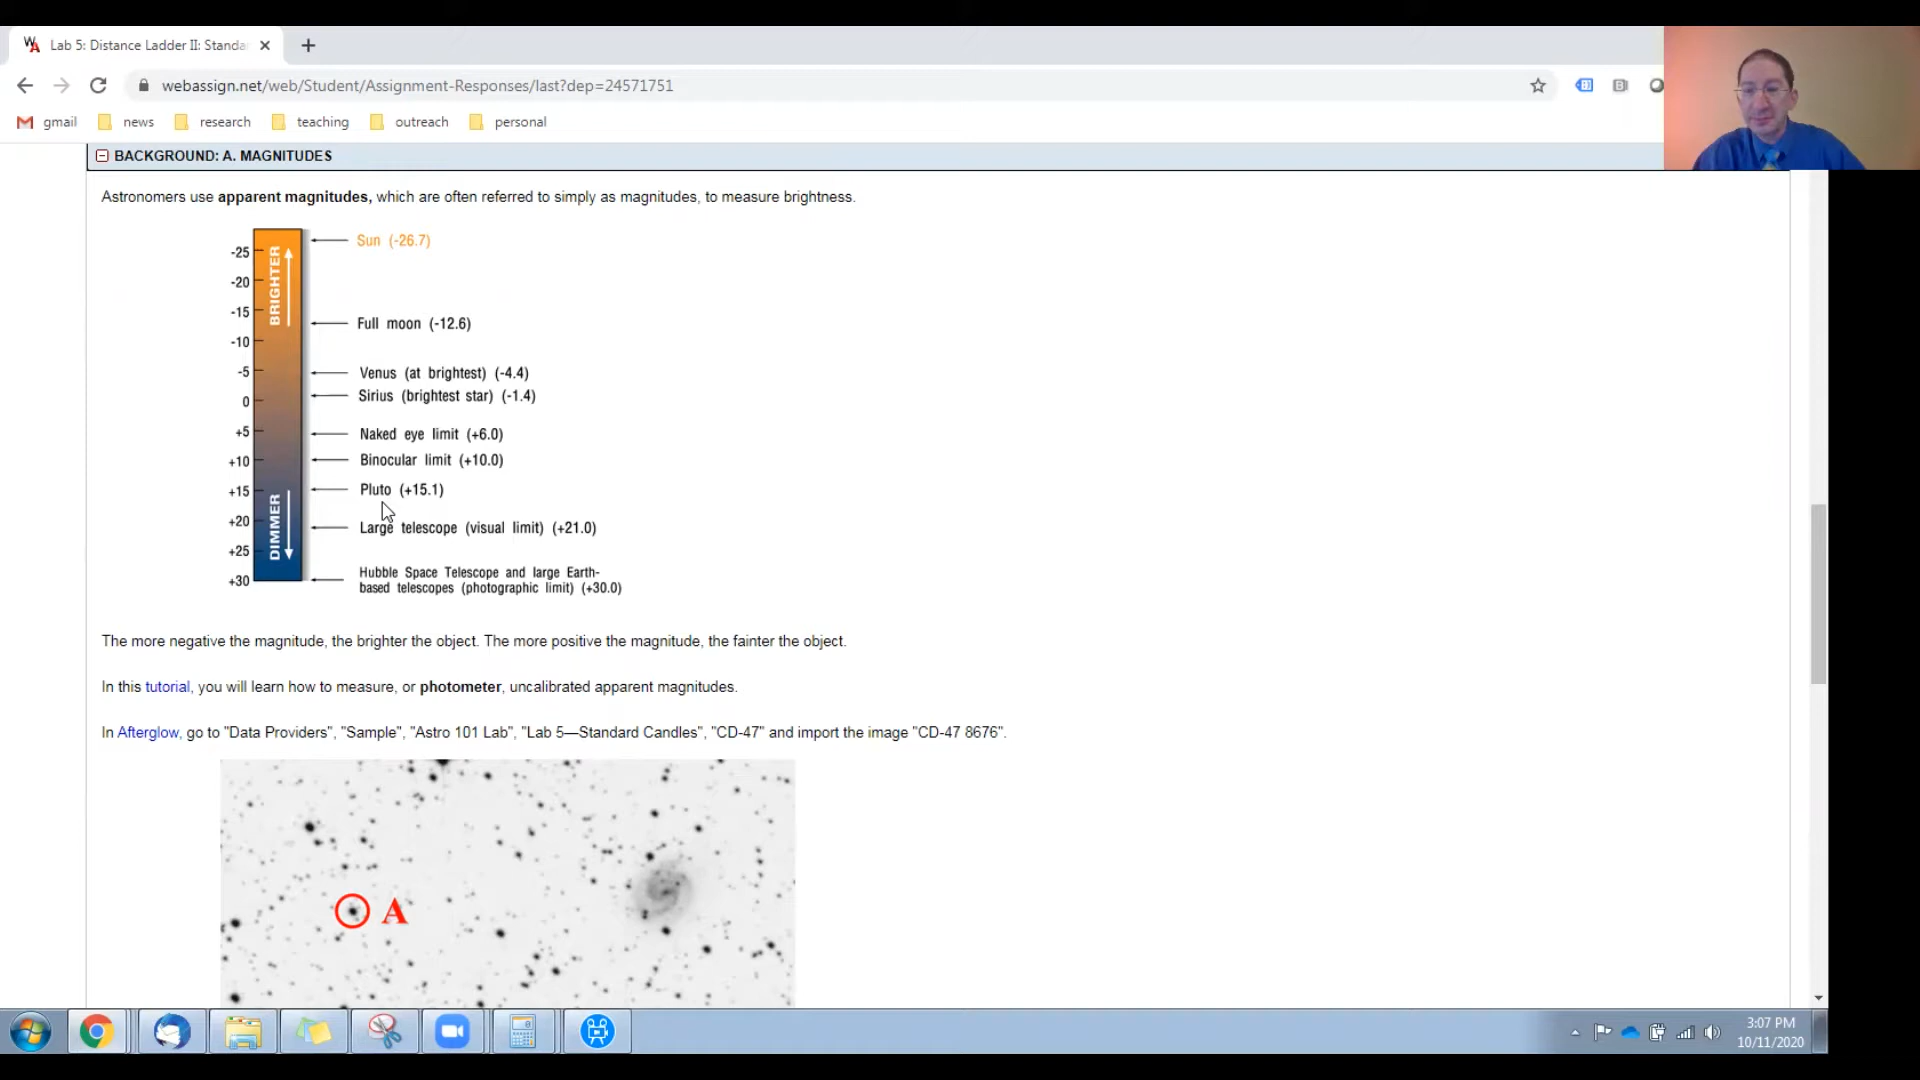 Lab 5: Distance Ladder II: Standa
webassign.net/web/Student/Assignment-Responses/last?dep=24571751
gmail news research teaching outreach personal
BACKGROUND: A. MAGNITUDES
Astronomers use apparent magnitudes, which are often referred to simply as magnitudes, to measure brightness.
BRIGHTER
DIMMER
-25
-20
-15
-10
-5
0
+5
+10
+15
+20
+25
+30
Sun (-26.7)
Full moon (-12.6)
Venus (at brightest) (-4.4)
Sirius (brightest star) (-1.4)
Naked eye limit (+6.0)
Binocular limit (+10.0)
Pluto (+15.1)
Large telescope (visual limit) (+21.0)
Hubble Space Telescope and large Earth-
based telescopes (photographic limit) (+30.0)
The more negative the magnitude, the brighter the object. The more positive the magnitude, the fainter the object.
In this tutorial, you will learn how to measure, or photometer, uncalibrated apparent magnitudes.
In Afterglow, go to "Data Providers", "Sample", "Astro 101 Lab", "Lab 5—Standard Candles", "CD-47" and import the image "CD-47 8676".
A
3:07 PM
10/11/2020